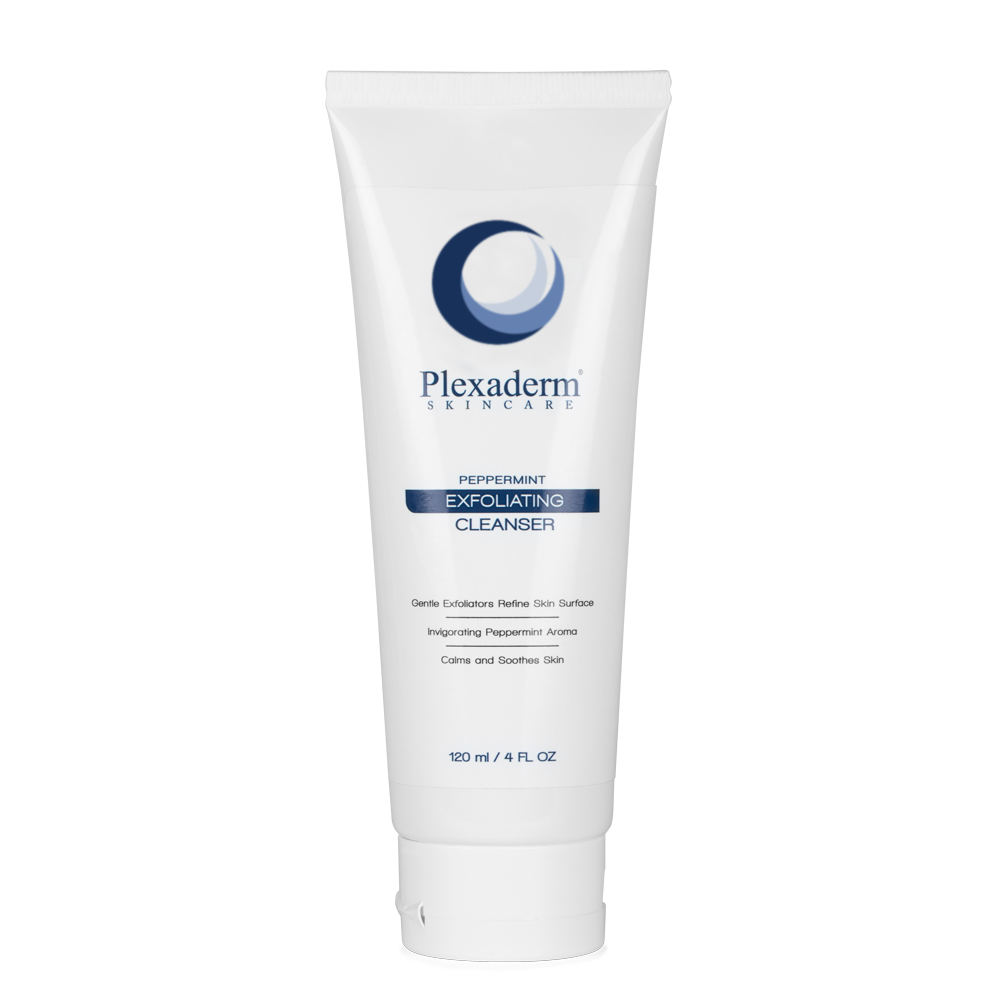 Plexaderm®
SKINCARE
PEPPERMINT
EXFOLIATING
CLEANSER
Gentle Exfoliators Refine Skin Surface
Invigorating Peppermint Aroma
Calms and Soothes Skin
120 ml / 4 FL OZ